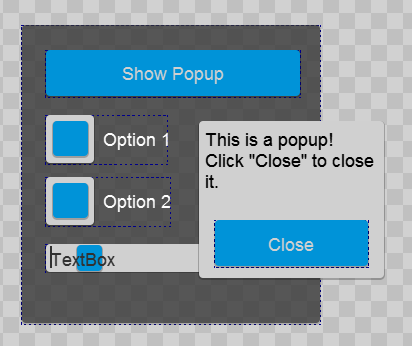 Show Popup
Option 1
Option 2
TextBox
This is a popup!
Click "Close" to close
it.
Close